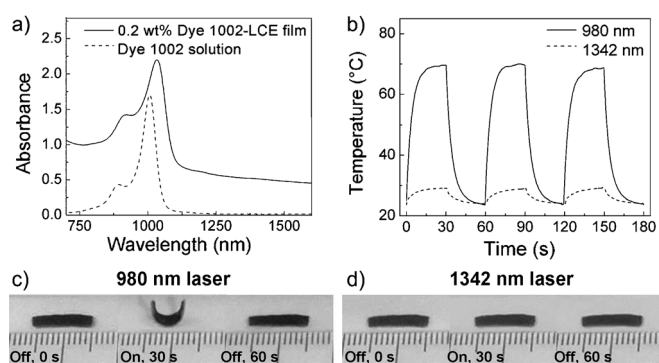 a)
0.2 wt% Dye 1002-LCE film
Dye 1002 solution
2.5
2.0
1.5
1.0
0.5
0.0
Absorbance
750 1000 1250 1500
Wavelength (nm)
b)
980 nm
1342 nm
80
60
40
20
Temperature (°C)
0 30 60 90 120 150 180
Time (s)
c) 980 nm laser
Off, 0 s On, 30 s Off, 60 s
d) 1342 nm laser
Off, 0 s On, 30 s Off, 60 s